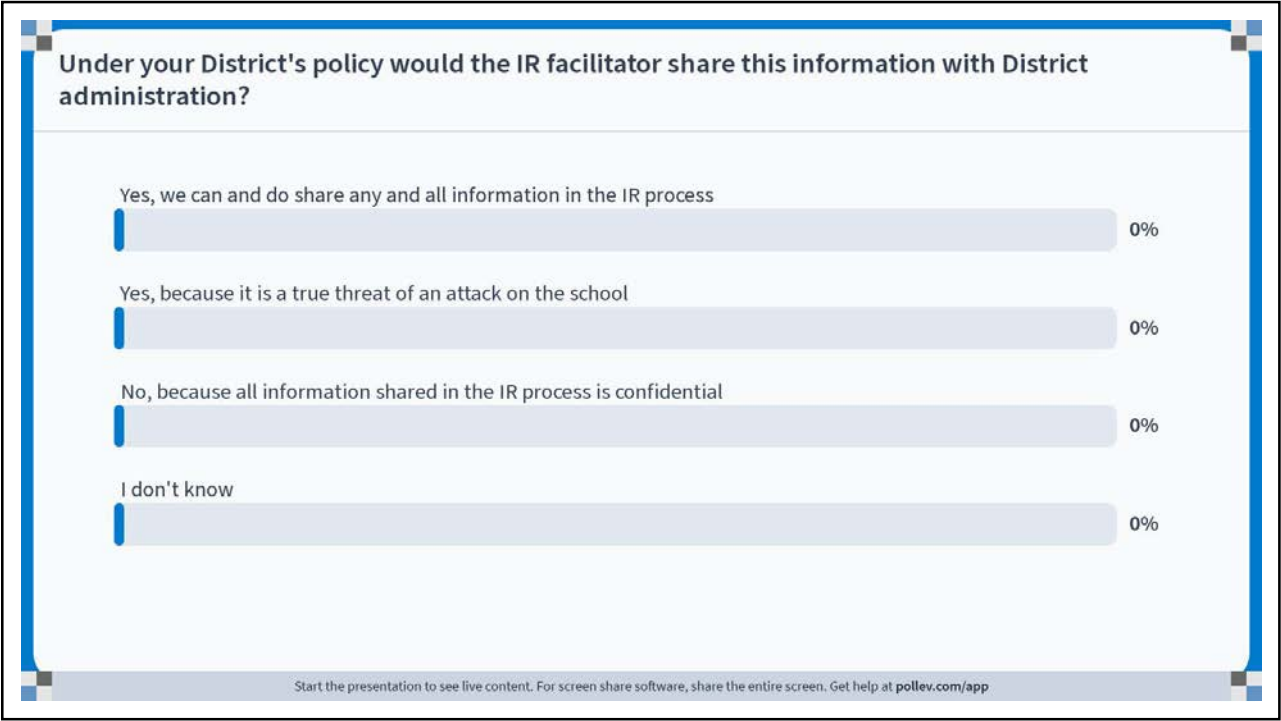 Under your District's policy would the IR facilitator share this information with District
administration?
Yes, we can and do share any and all information in the IR process
0%
Yes, because it is a true threat of an attack on the school
0%
No, because all information shared in the IR process is confidential
0%
I don't know
0%
Start the presentation to see live content. For screen share software, share the entire screen. Get help at pollev.com/app